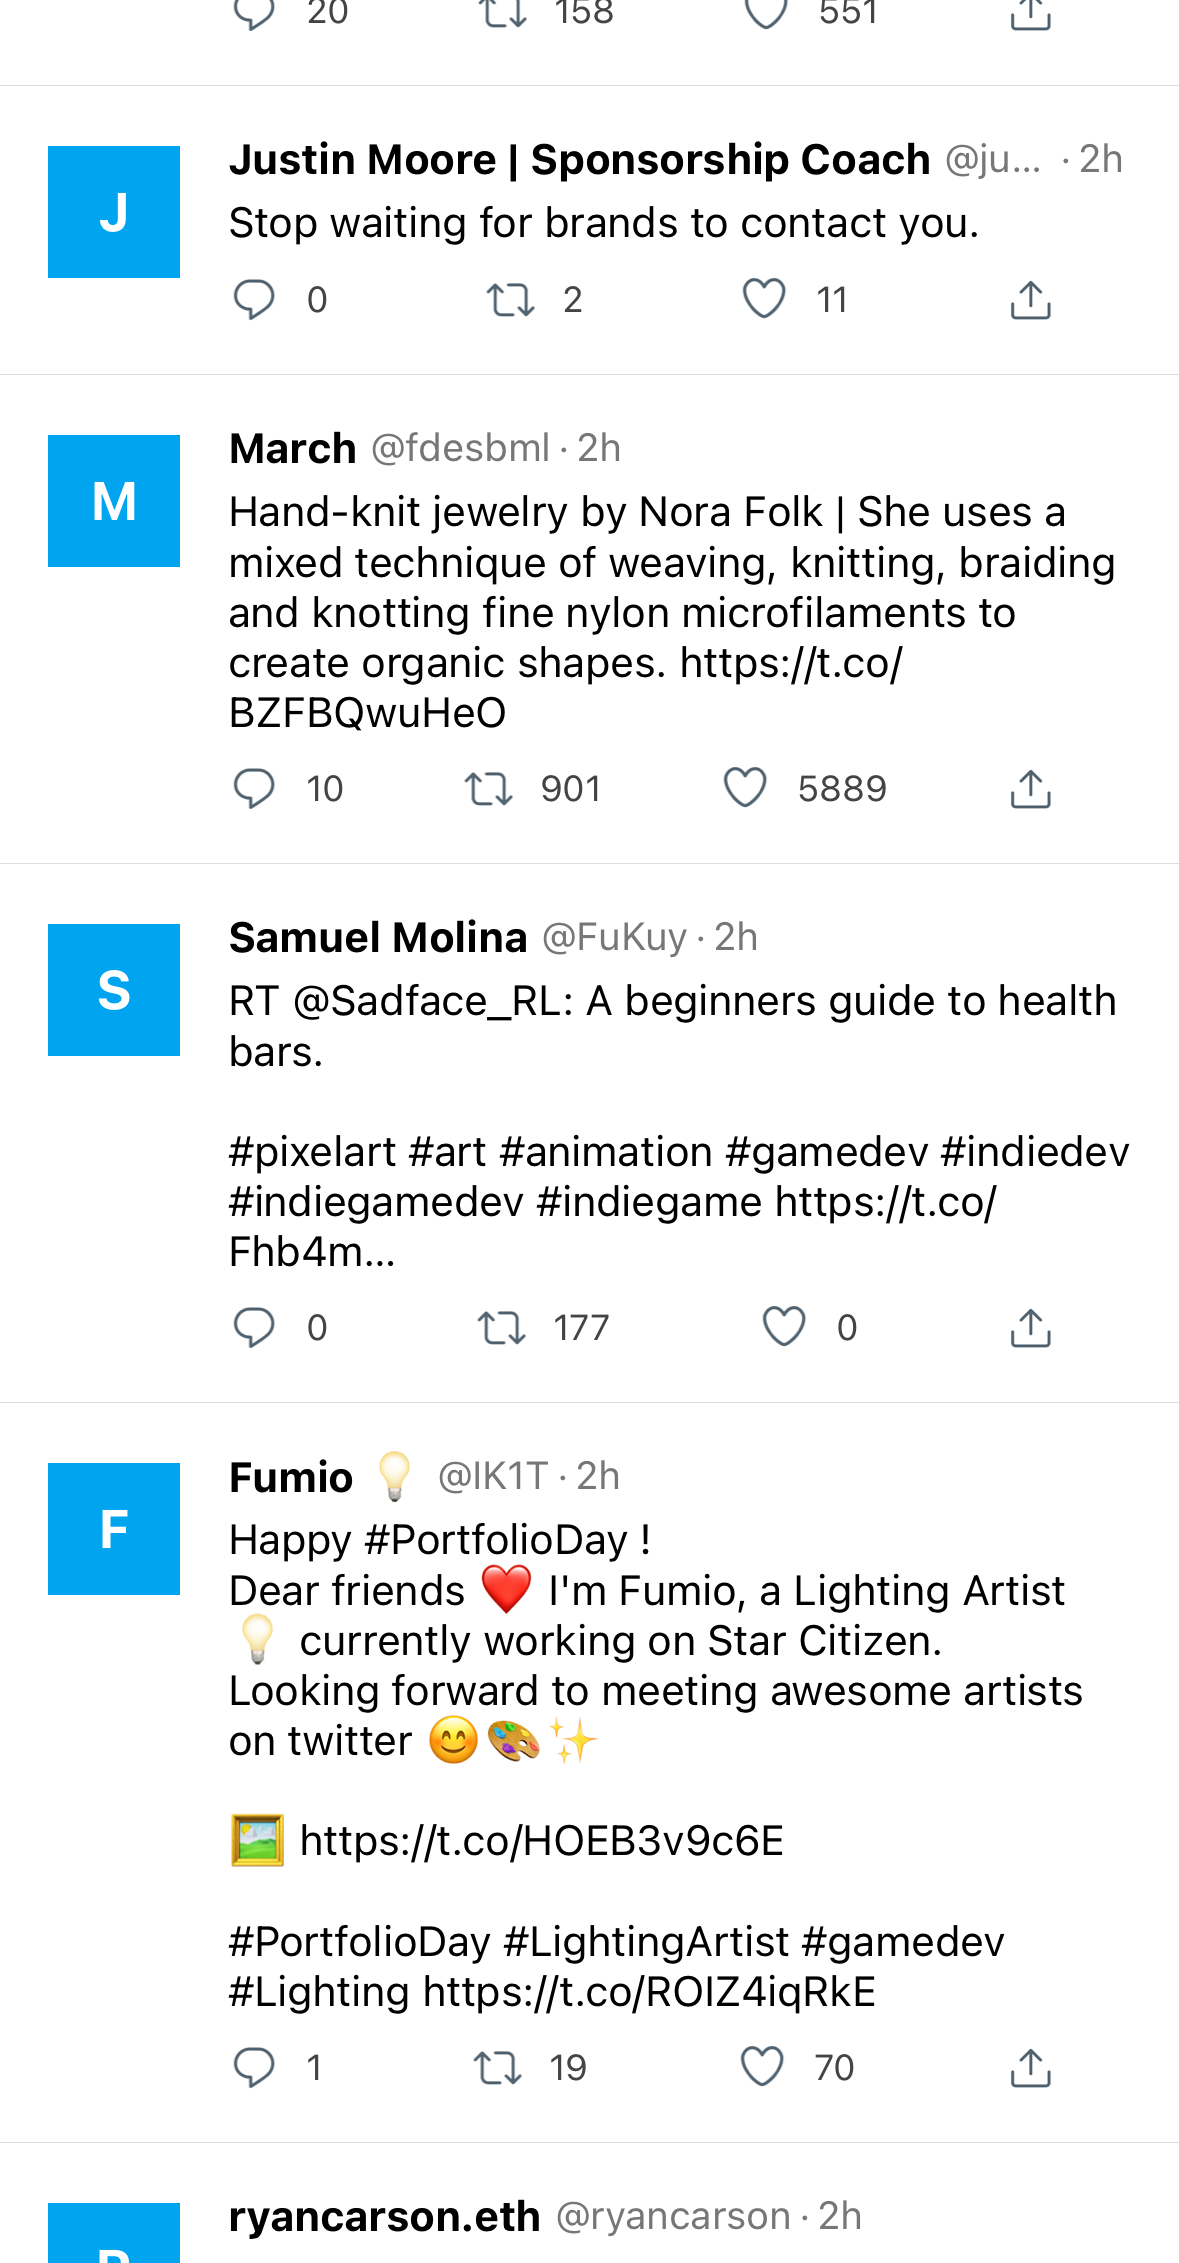 20 158 551
J
Justin Moore | Sponsorship Coach @ju... · 2h
Stop waiting for brands to contact you.
0 2 11
M
March @fdesbml · 2h
Hand-knit jewelry by Nora Folk | She uses a
mixed technique of weaving, knitting, braiding
and knotting fine nylon microfilaments to
create organic shapes. https://t.co/
BZFBQwuHeO
10 901 5889
S
Samuel Molina @FuKuy · 2h
RT @Sadface_RL: A beginners guide to health
bars.
#pixelart #art #animation #gamedev #indiedev
#indiegamedev #indiegame https://t.co/
Fhb4m...
0 177 0
F
Fumio 💡 @IK1T · 2h
Happy #PortfolioDay !
Dear friends ❤️ I'm Fumio, a Lighting Artist
💡 currently working on Star Citizen.
Looking forward to meeting awesome artists
on twitter 😊🎨✨
🖼️ https://t.co/HOEB3v9c6E
#PortfolioDay #LightingArtist #gamedev
#Lighting https://t.co/ROIZ4iqRkE
1 19 70
R
ryancarson.eth @ryancarson · 2h